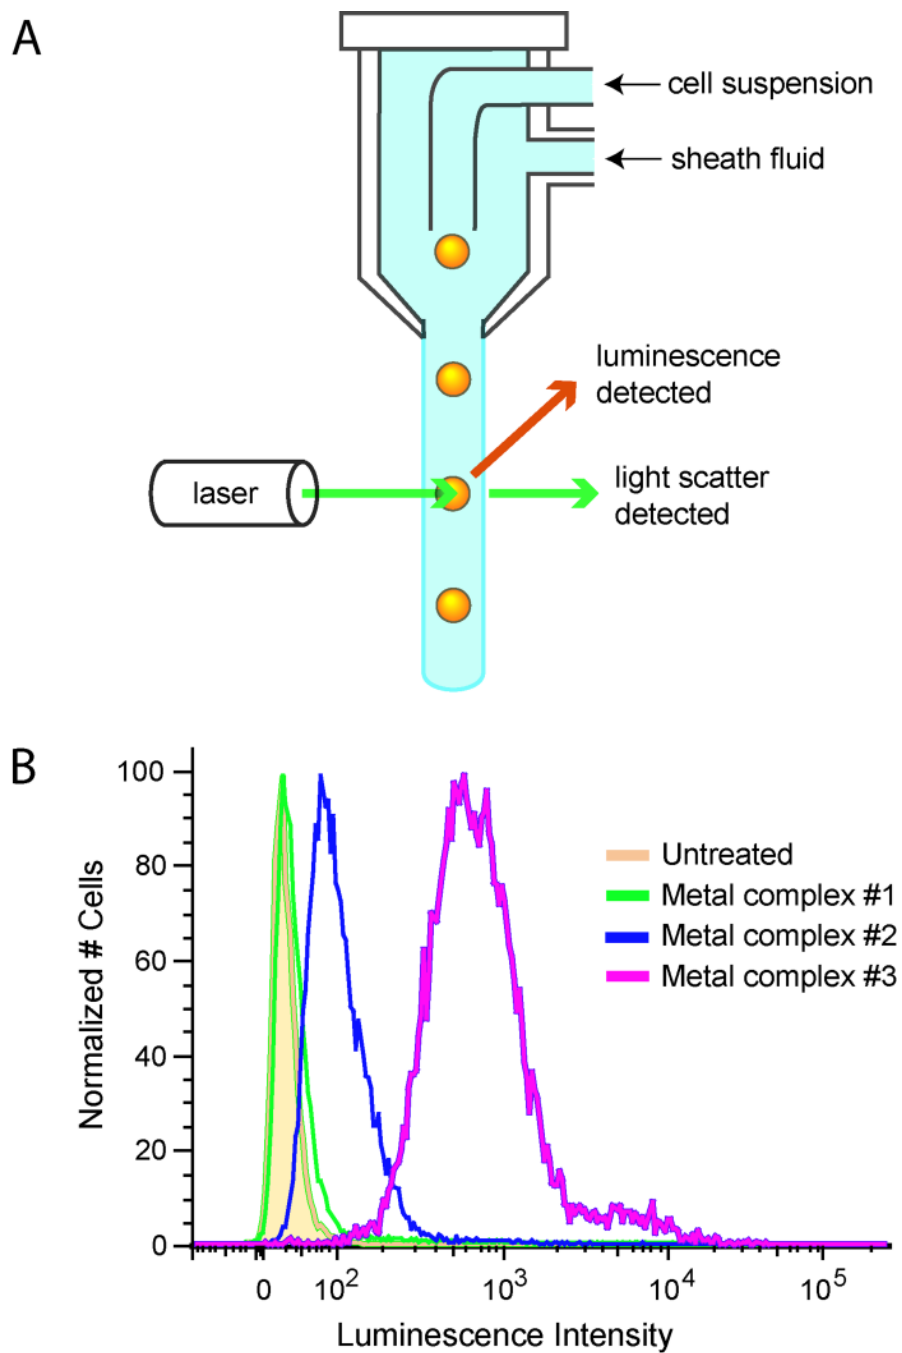 A
cell suspension
sheath fluid
luminescence
detected
laser
light scatter
detected
B
100
80
60
40
20
0
Normalized # Cells
Untreated
Metal complex #1
Metal complex #2
Metal complex #3
0 10² 10³ 10⁴ 10⁵
Luminescence Intensity